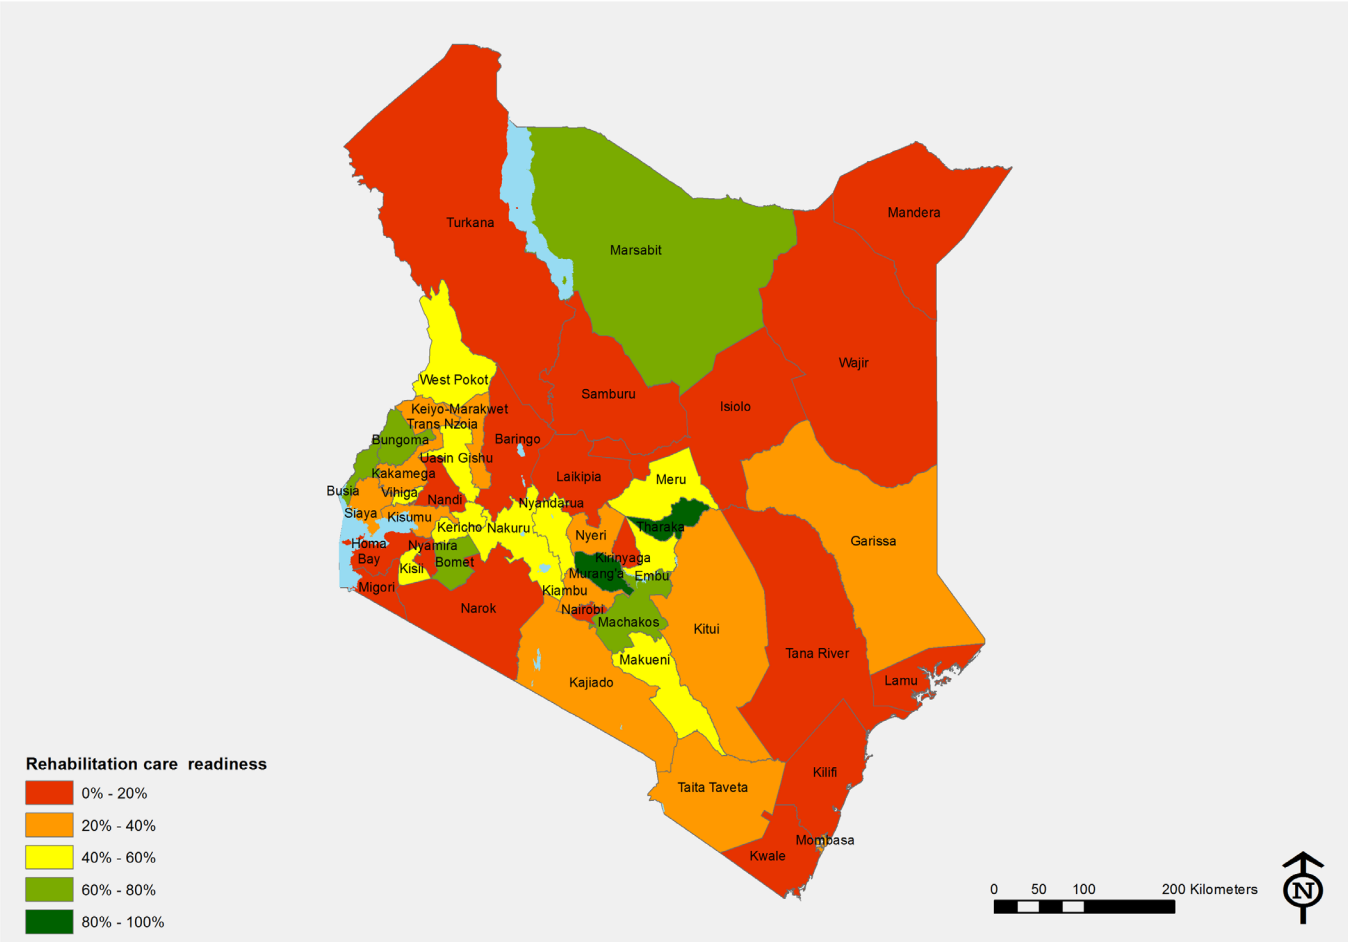 Turkana
Mandera
Marsabit
Wajir
West Pokot
Samburu
Isiolo
Keiyo-Marakwet
Trans Nzoia
Bungoma
Baringo
Uasin Gishu
Kakamega
Laikipia
Meru
Busia
Vihiga
Nandi
Nyandarua
Siaya
Kisumu
Kericho
Nakuru
Tharaka
Nyeri
Garissa
Homa
Bay
Nyamira
Kirinyaga
Kisii
Bomet
Murang'a
Embu
Migori
Kiambu
Narok
Nairobi
Machakos
Kitui
Tana River
Makueni
Kajiado
Lamu
Kilifi
Taita Taveta
Mombasa
Kwale
Rehabilitation care readiness
0% - 20%
20% - 40%
40% - 60%
60% - 80%
80% - 100%
0 50 100 200 Kilometers
N